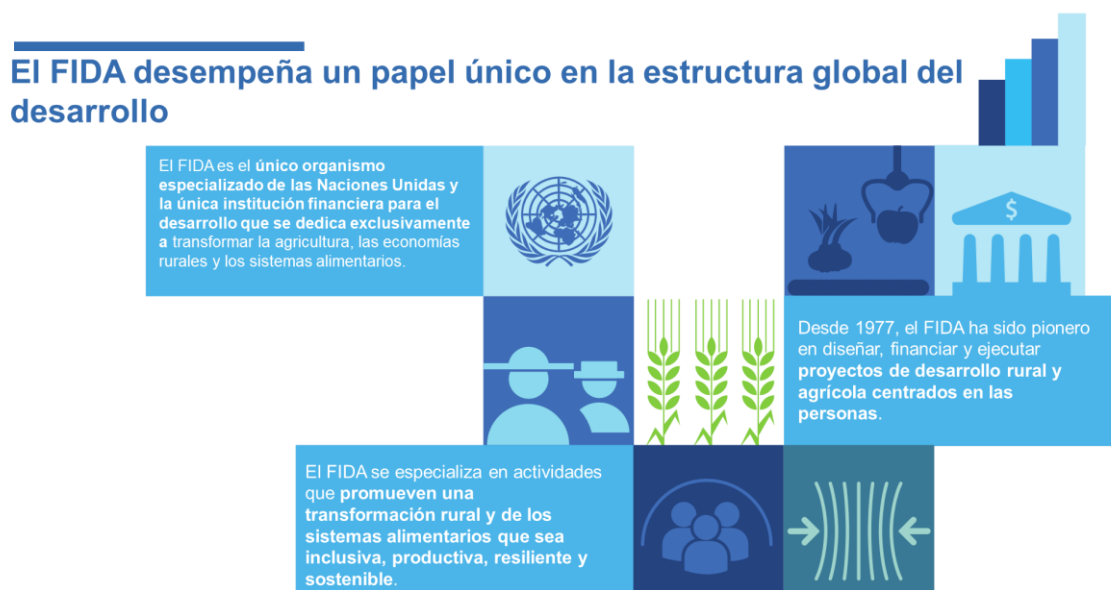 El FIDA desempeña un papel único en la estructura global del
desarrollo
El FIDA es el único organismo
especializado de las Naciones Unidas y
la única institución financiera para el
desarrollo que se dedica exclusivamente
a transformar la agricultura, las economías
rurales y los sistemas alimentarios.
$
Desde 1977, el FIDA ha sido pionero
en diseñar, financiar y ejecutar
proyectos de desarrollo rural y
agrícola centrados en las
personas.
El FIDA se especializa en actividades
que promueven una
transformación rural y de los
sistemas alimentarios que sea
inclusiva, productiva, resiliente y
sostenible.